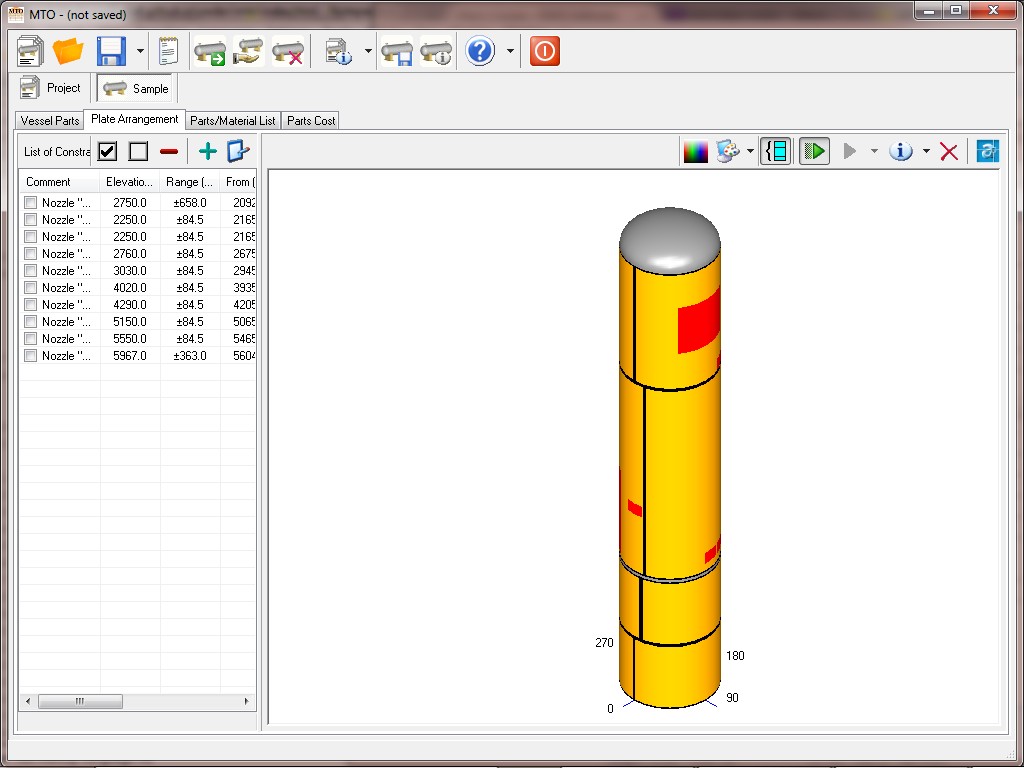 MTO - (not saved)
Project
Sample
Vessel Parts
Plate Arrangement
Parts/Material List
Parts Cost
List of Constra
Comment Elevatio... Range (... From (
Nozzle "... 2750.0 ±658.0 2092
Nozzle "... 2250.0 ±84.5 2165
Nozzle "... 2250.0 ±84.5 2165
Nozzle "... 2760.0 ±84.5 2675
Nozzle "... 3030.0 ±84.5 2945
Nozzle "... 4020.0 ±84.5 3935
Nozzle "... 4290.0 ±84.5 4205
Nozzle "... 5150.0 ±84.5 5065
Nozzle "... 5550.0 ±84.5 5465
Nozzle "... 5967.0 ±363.0 5604
270
180
90
0